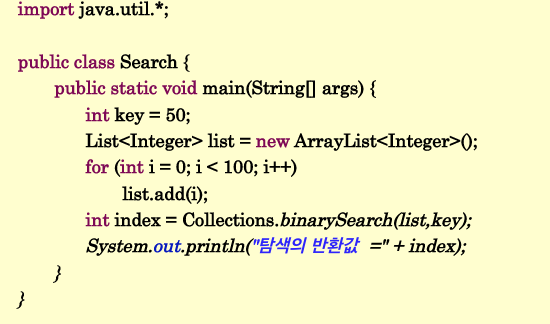 import java.util.*;
public class Search {
public static void main(String[] args) {
int key = 50;
List<Integer> list = new ArrayList<Integer>();
for (int i = 0; i < 100; i++)
list.add(i);
int index = Collections.binarySearch(list,key);
System.out.println("탐색의 반환값  =" + index);
}
}